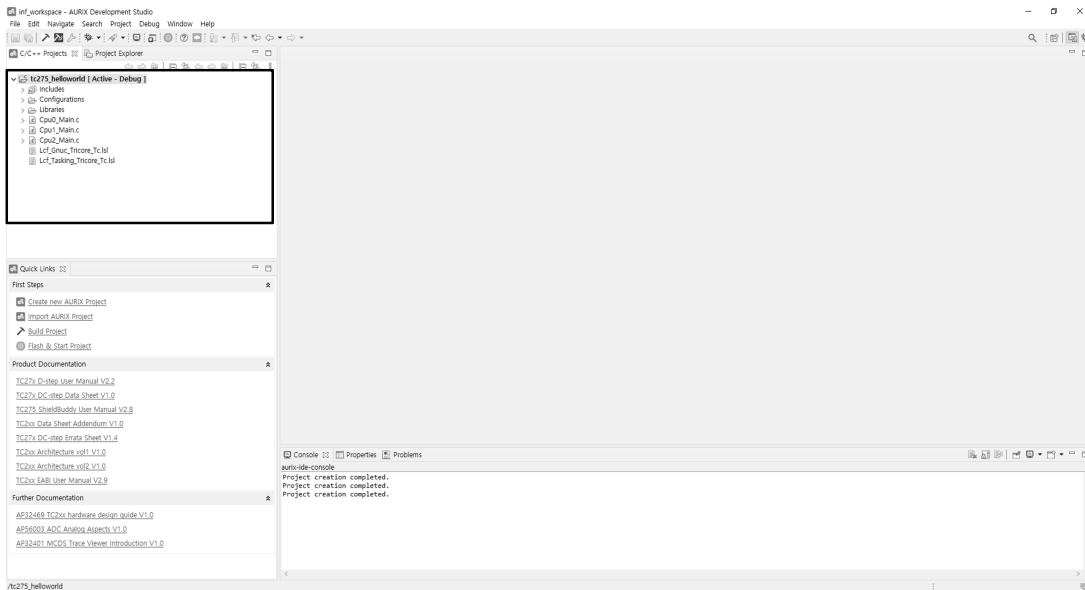 inf_workspace - AURIX Development Studio
File Edit Navigate Search Project Debug Window Help
C/C++ Projects Project Explorer
tc275_helloworld [ Active - Debug ]
Includes
Configurations
Libraries
Cpu0_Main.c
Cpu1_Main.c
Cpu2_Main.c
Lcf_Gnuc_Tricore_Tc.lsl
Lcf_Tasking_Tricore_Tc.lsl
Quick Links
First Steps
Create new AURIX Project
Import AURIX Project
Build Project
Flash & Start Project
Product Documentation
TC27x D-step User Manual V2.2
TC27x DC-step Data Sheet V1.0
TC275 ShieldBuddy User Manual V2.8
TC2xx Data Sheet Addendum V1.0
TC27x DC-step Errata Sheet V1.4
TC2xx Architecture vol1 V1.0
TC2xx Architecture vol2 V1.0
TC2xx EABI User Manual V2.9
Further Documentation
AP32469 TC2xx hardware design guide V1.0
AP56003 ADC Analog Aspects V1.0
AP32401 MCDS Trace Viewer Introduction V1.0
Console Properties Problems
aurix-ide-console
Project creation completed.
Project creation completed.
Project creation completed.
/tc275_helloworld